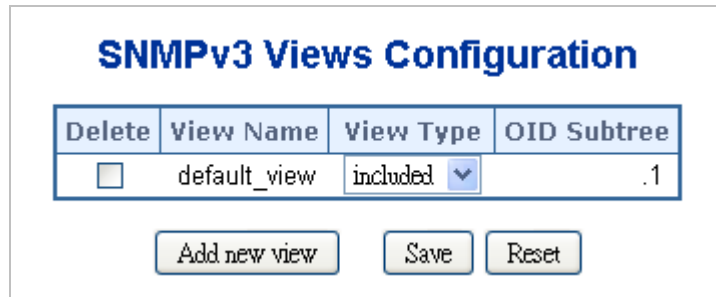 SNMPv3 Views Configuration
Delete View Name View Type OID Subtree
default_view included .1
Add new view Save Reset